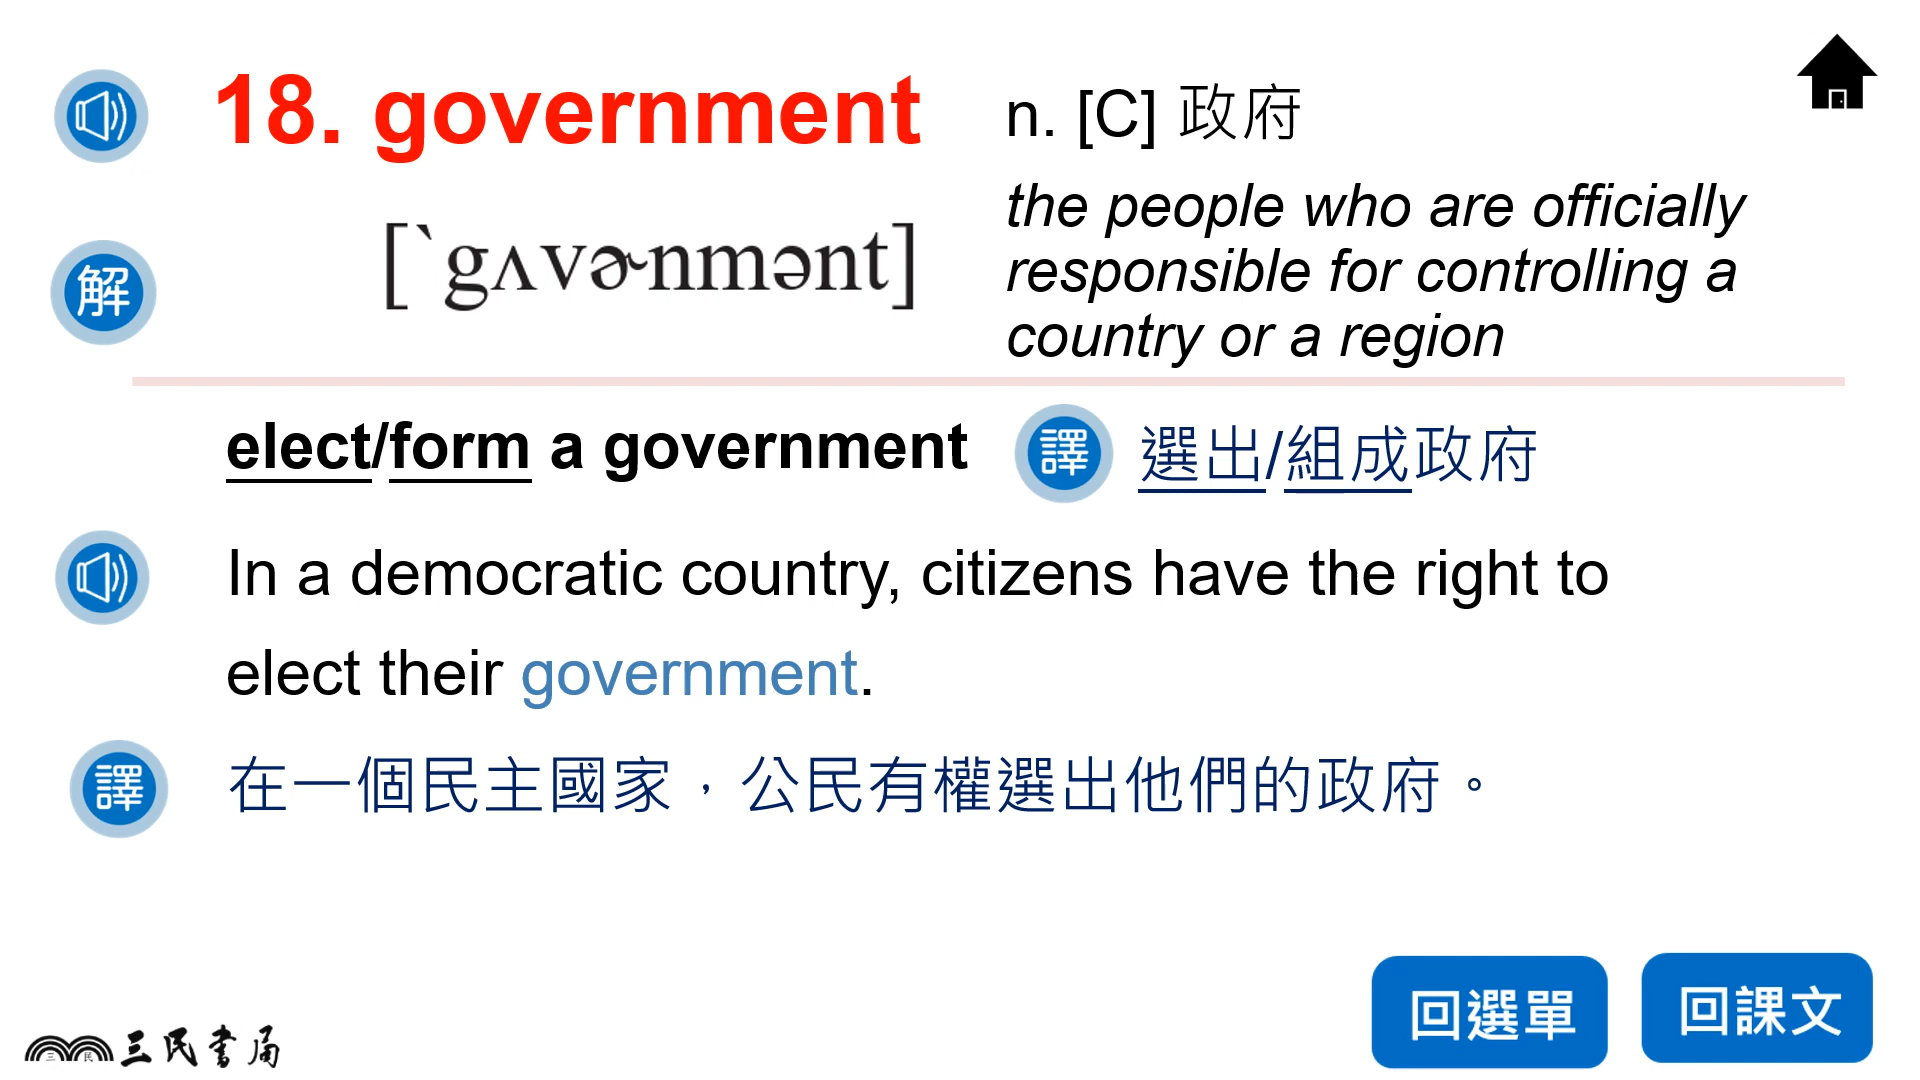 18. government n. [C] 政府
the people who are officially
解 [ˋgʌvɚnmənt] responsible for controlling a
country or a region
elect/form a government 譯 選出/組成政府
In a democratic country, citizens have the right to
elect their government.
譯 在一個民主國家，公民有權選出他們的政府。
回選單 回課文
三民 三民書局